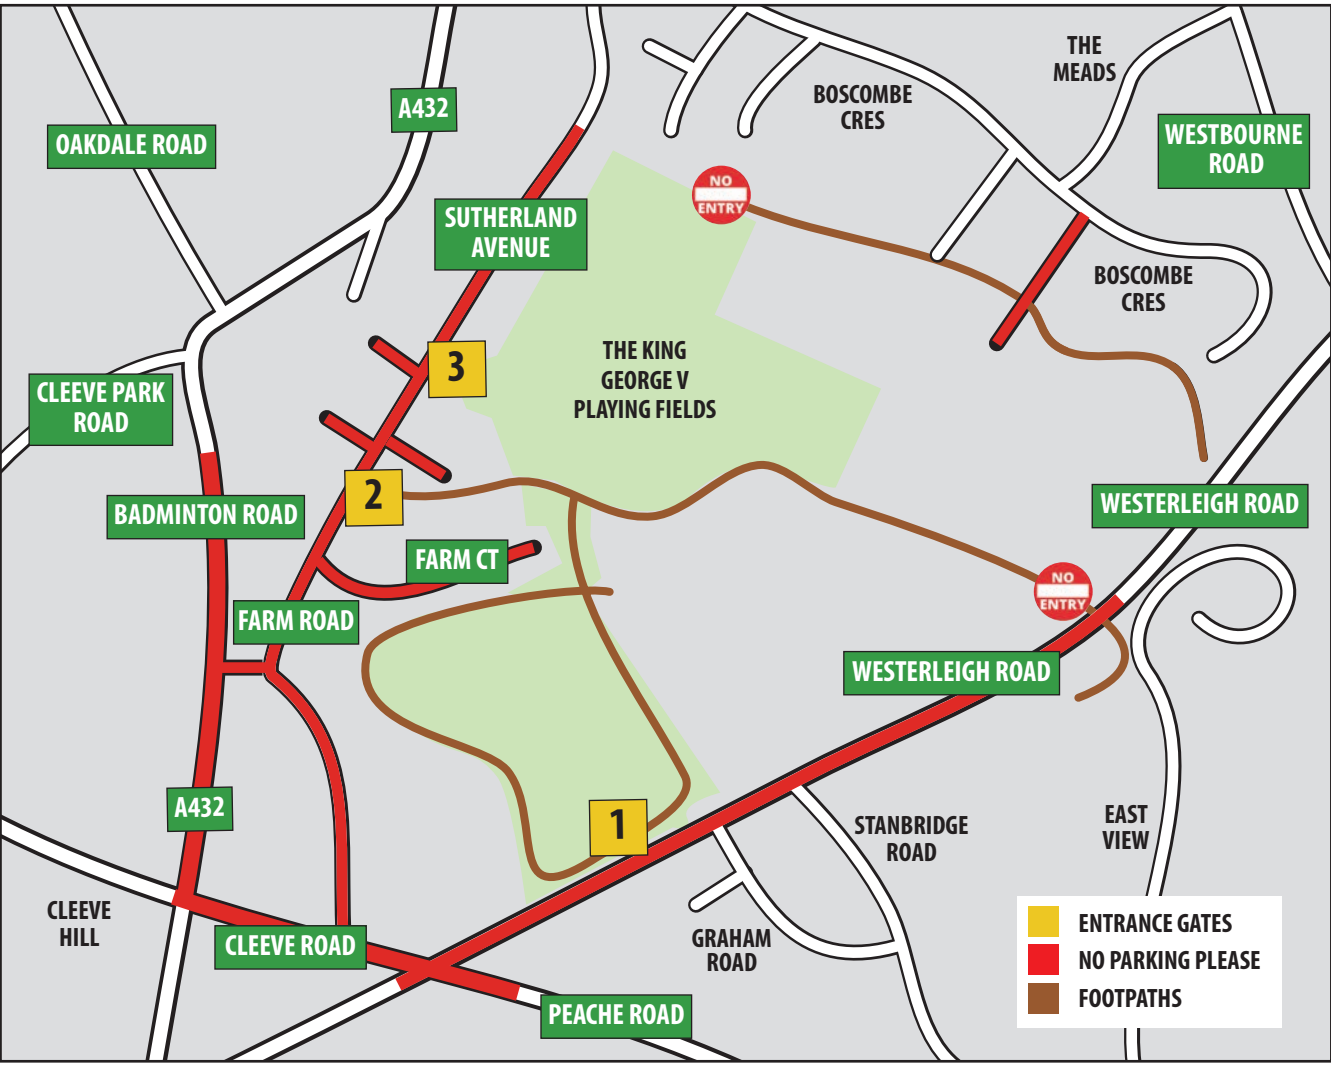 THE
MEADS
BOSCOMBE
CRES
A432
OAKDALE ROAD
WESTBOURNE
ROAD
NO
ENTRY
SUTHERLAND
AVENUE
BOSCOMBE
CRES
THE KING
GEORGE V
PLAYING FIELDS
3
CLEEVE PARK
ROAD
2
BADMINTON ROAD
WESTERLEIGH ROAD
FARM CT
NO
ENTRY
FARM ROAD
WESTERLEIGH ROAD
A432
1
STANBRIDGE
ROAD
EAST
VIEW
CLEEVE
HILL
CLEEVE ROAD
GRAHAM
ROAD
PEACHE ROAD
ENTRANCE GATES
NO PARKING PLEASE
FOOTPATHS